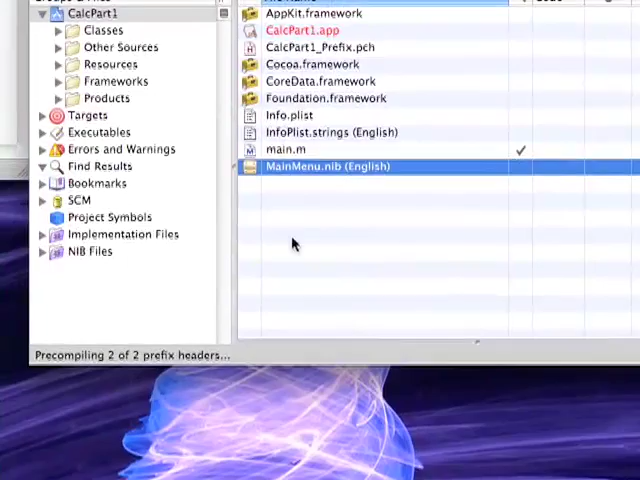 CalcPart1
Classes
Other Sources
Resources
Frameworks
Products
Targets
Executables
Errors and Warnings
Find Results
Bookmarks
SCM
Project Symbols
Implementation Files
NIB Files
AppKit.framework
CalcPart1.app
CalcPart1_Prefix.pch
Cocoa.framework
CoreData.framework
Foundation.framework
Info.plist
InfoPlist.strings (English)
main.m
MainMenu.nib (English)
Precompiling 2 of 2 prefix headers...